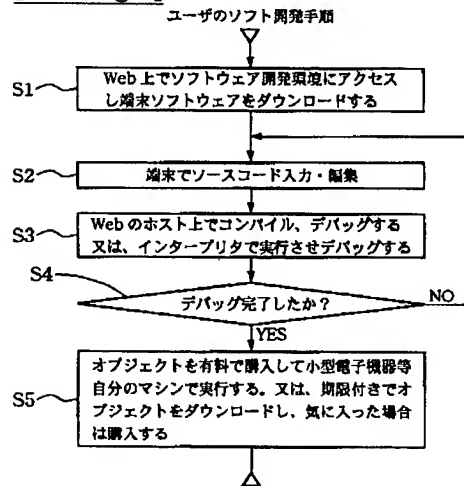 ユーザのソフト開発手順
S1
Web上でソフトウェア開発環境にアクセス
し端末ソフトウェアをダウンロードする
S2
端末でソースコード入力・編集
S3
Webのホスト上でコンパイル、デバッグする
又は、インタープリタで実行させデバッグする
S4
デバッグ完了したか？
NO
YES
S5
オブジェクトを有料で購入して小型電子機器等
自分のマシンで実行する。又は、期限付きでオ
ブジェクトをダウンロードし、気に入った場合
は購入する